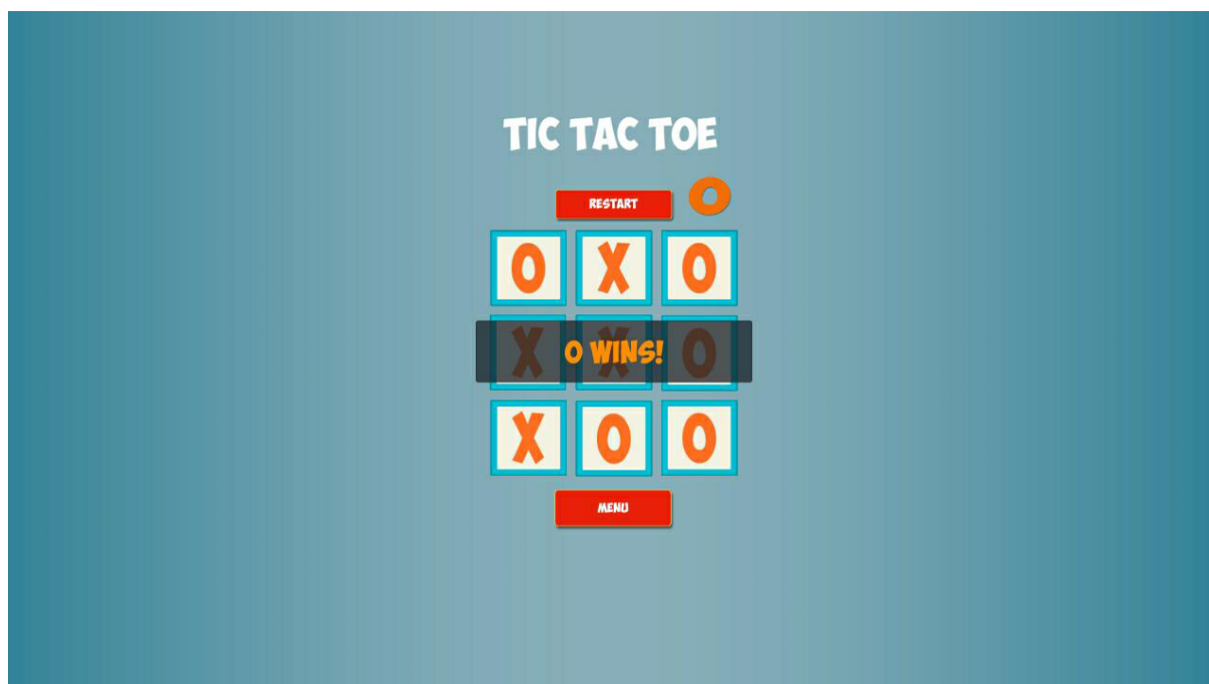 TIC TAC TOE
RESTART O
O X O
X O WINS! X O
X O O
MENU